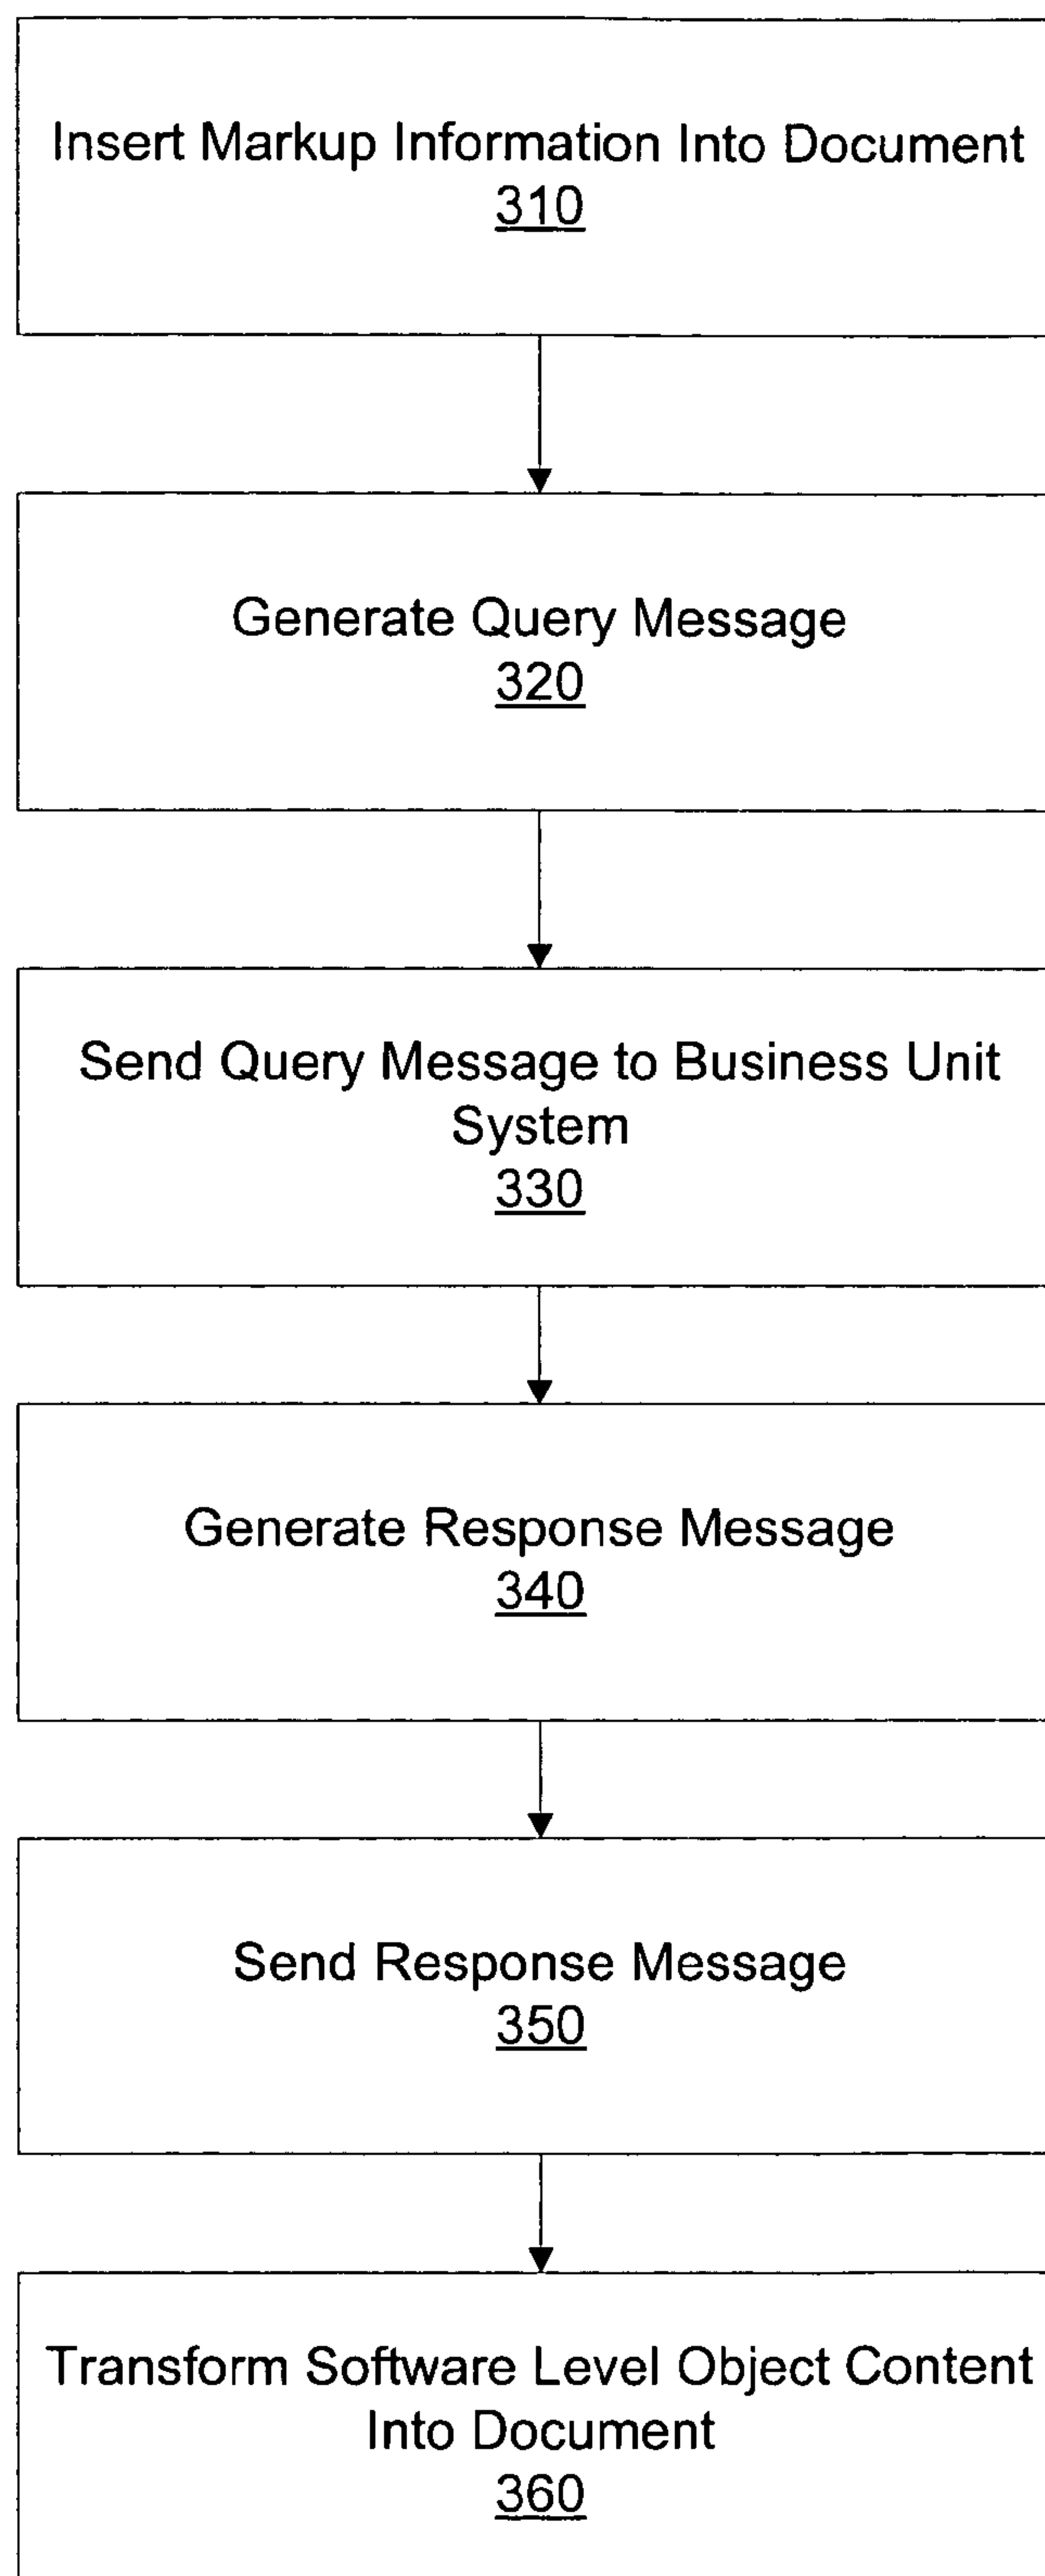 Insert Markup Information Into Document
310
Generate Query Message
320
Send Query Message to Business Unit
System
330
Generate Response Message
340
Send Response Message
350
Transform Software Level Object Content
Into Document
360